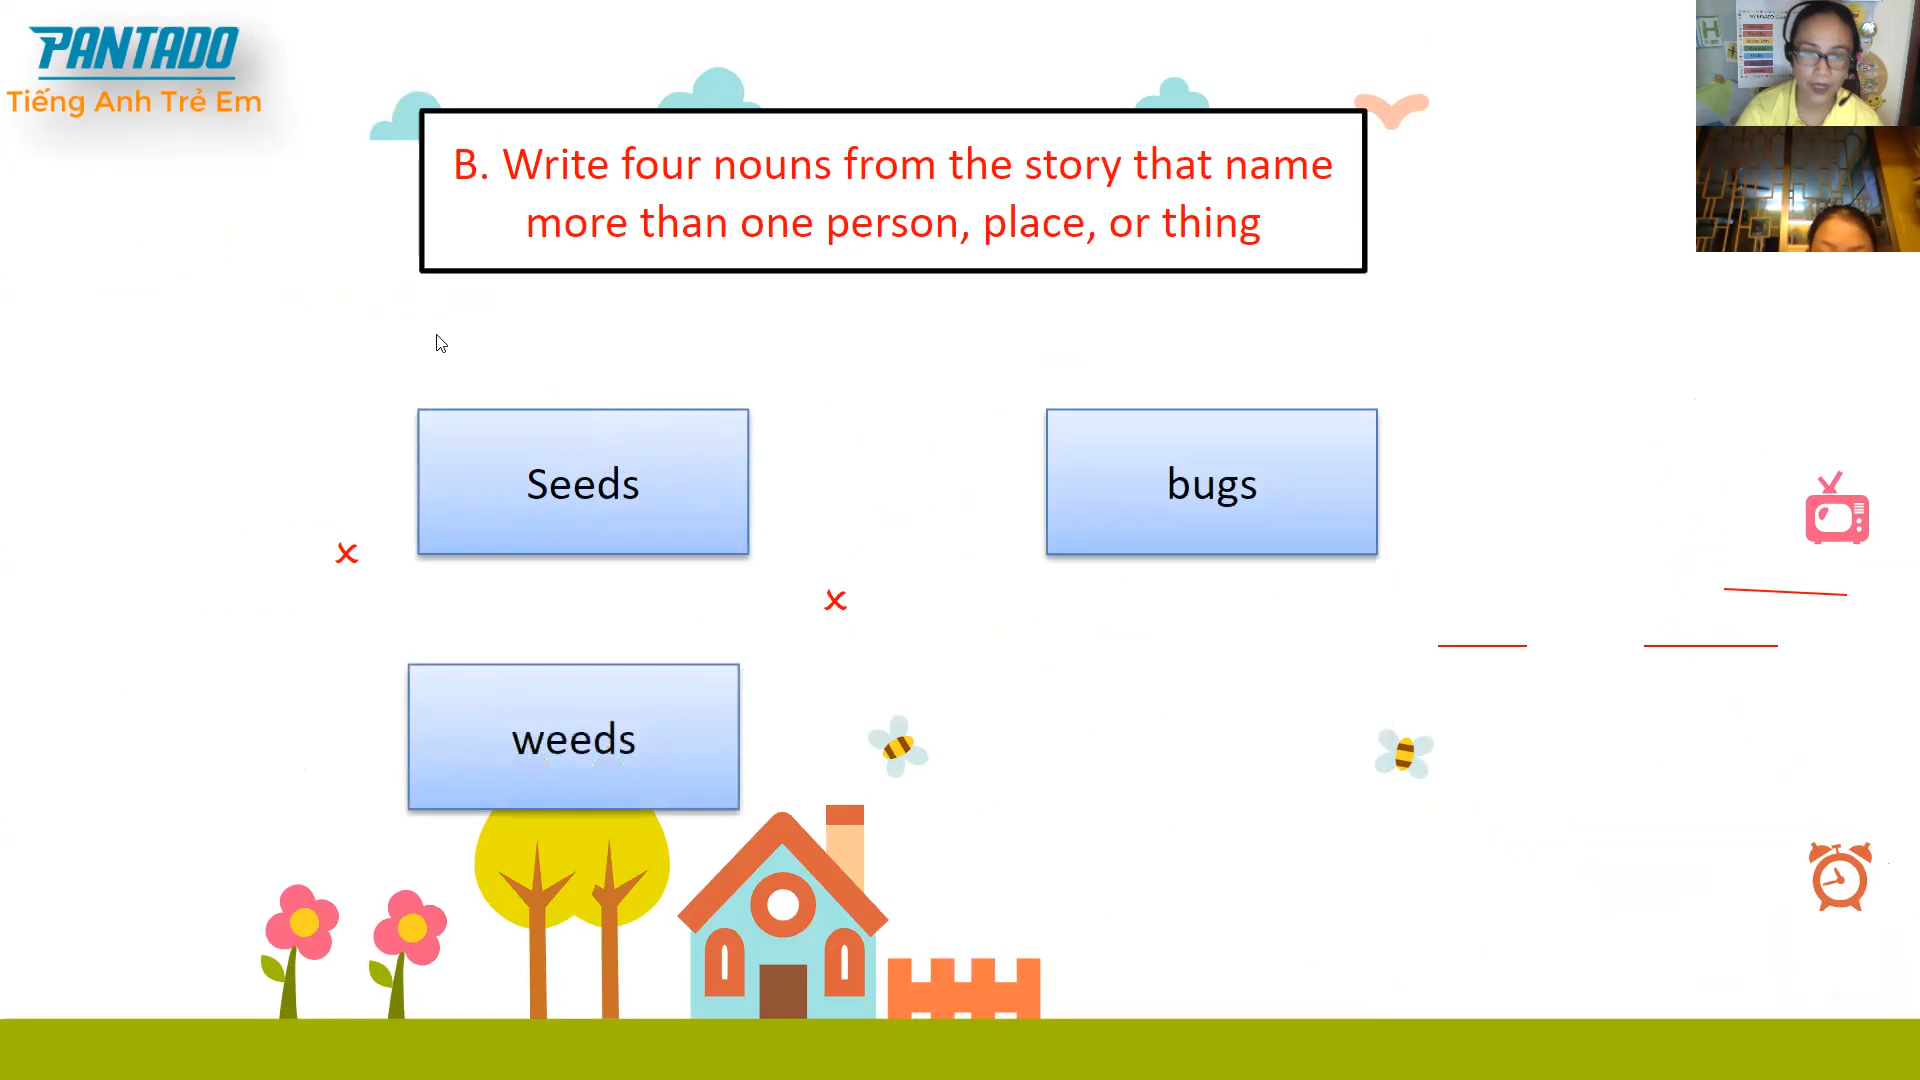 PANTADO
Tiếng Anh Trẻ Em
B. Write four nouns from the story that name
more than one person, place, or thing
Seeds
bugs
weeds